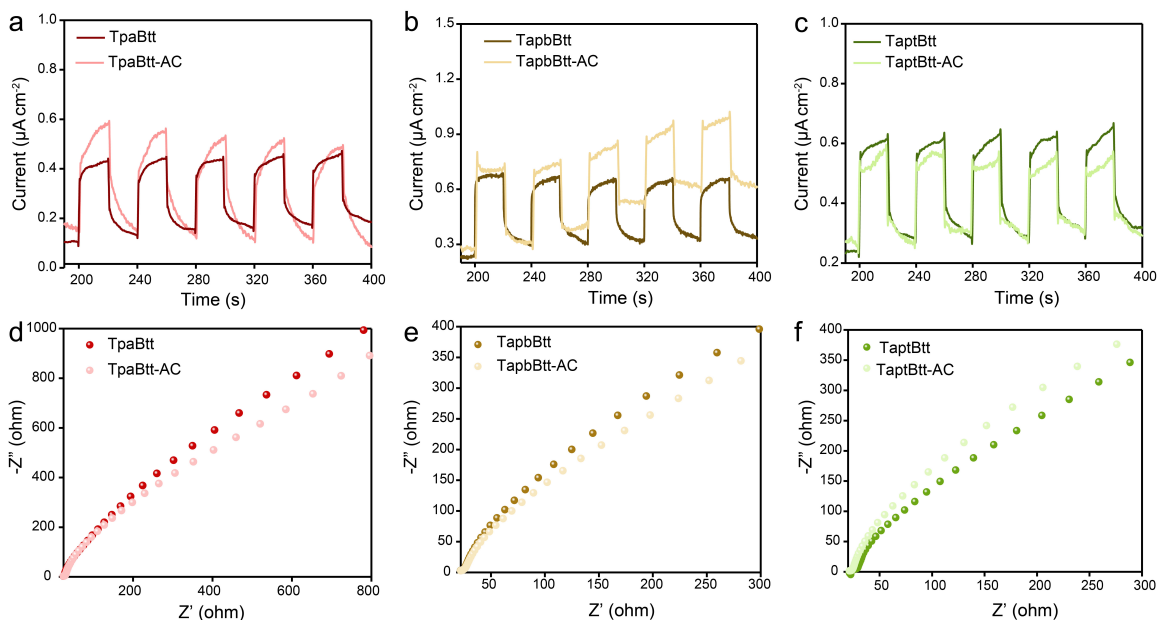 a
1.0
0.8
0.6
0.4
0.2
0.0
Current (μA cm⁻²)
TpaBtt
TpaBtt-AC
200 240 280 320 360 400
Time (s)
b
1.5
1.2
0.9
0.6
0.3
Current (μA cm⁻²)
TapbBtt
TapbBtt-AC
200 240 280 320 360 400
Time (s)
c
1.0
0.8
0.6
0.4
0.2
Current (μA cm⁻²)
TaptBtt
TaptBtt-AC
200 240 280 320 360 400
Time (s)
d
1000
800
600
400
200
0
-Z” (ohm)
TpaBtt
TpaBtt-AC
200 400 600 800
Z’ (ohm)
e
400
350
300
250
200
150
100
50
0
-Z” (ohm)
TapbBtt
TapbBtt-AC
50 100 150 200 250 300
Z’ (ohm)
f
400
350
300
250
200
150
100
50
0
-Z” (ohm)
TaptBtt
TaptBtt-AC
50 100 150 200 250 300
Z’ (ohm)